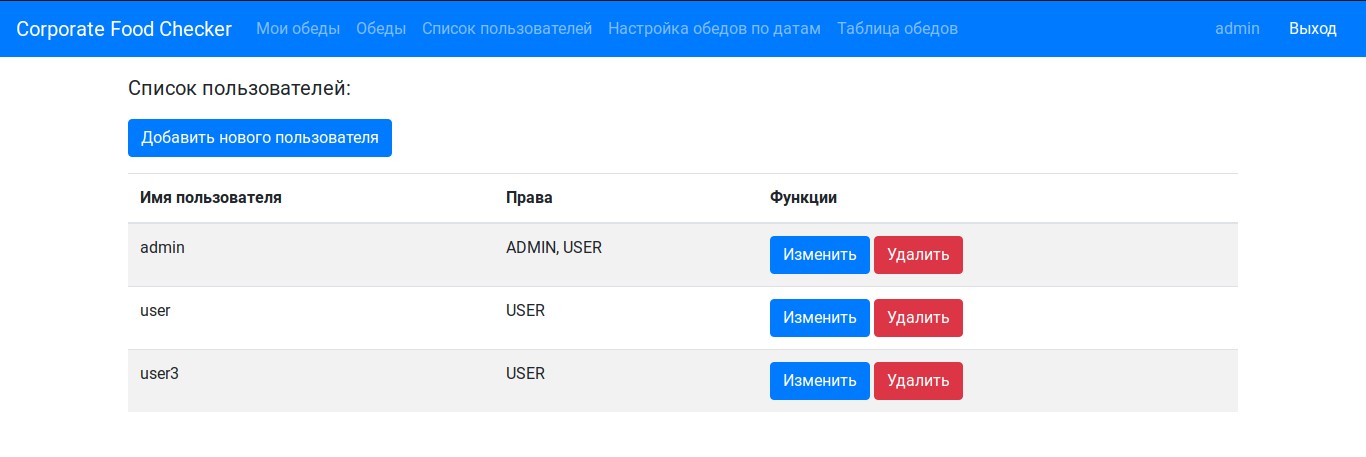 Corporate Food Checker Мои обеды Обеды Список пользователей Настройка обедов по датам Таблица обедов admin Выход
Список пользователей:
Добавить нового пользователя
Имя пользователя Права Функции
admin ADMIN, USER Изменить Удалить
user USER Изменить Удалить
user3 USER Изменить Удалить